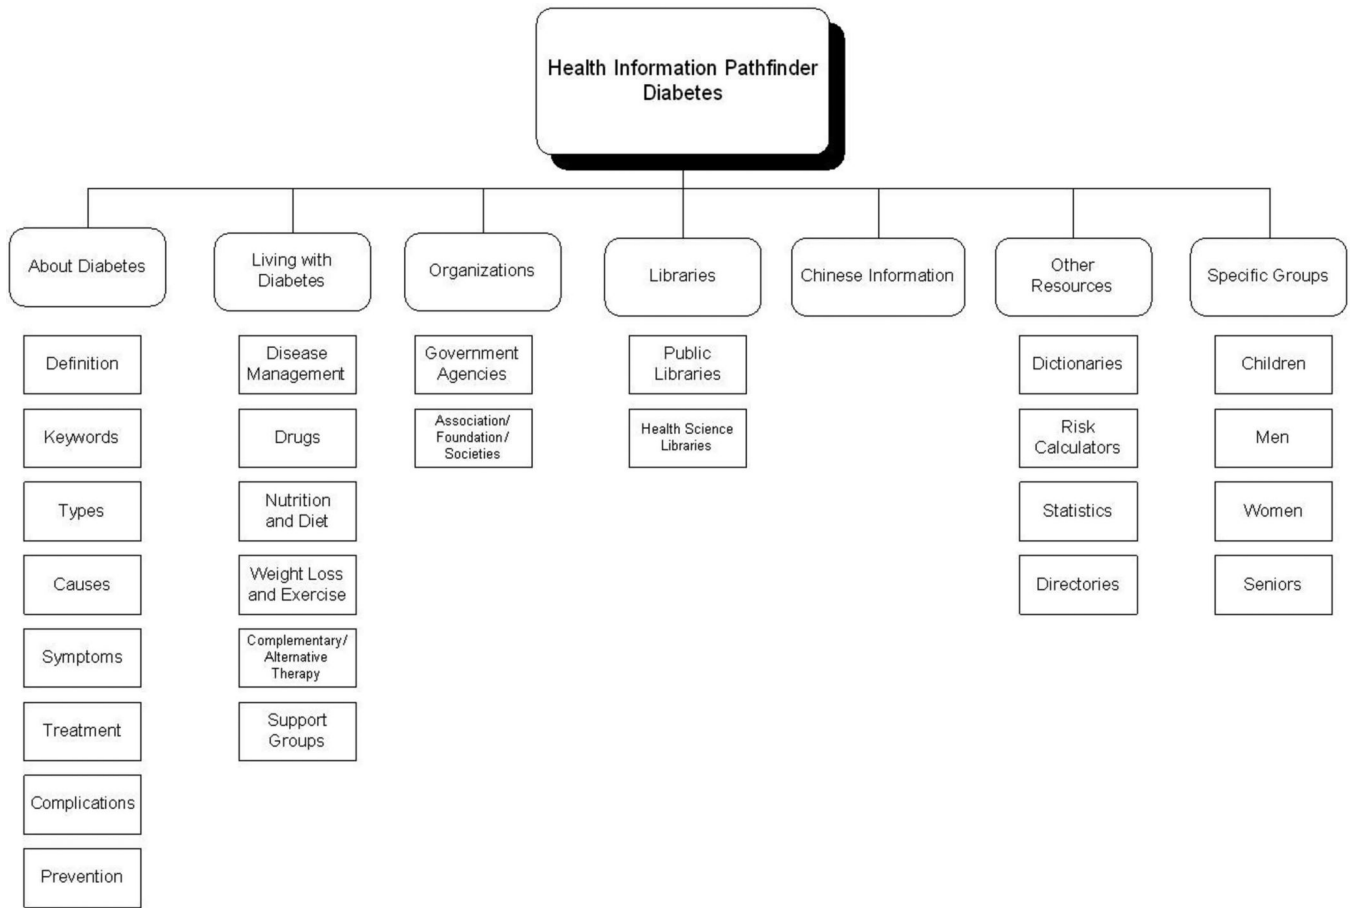 Health Information Pathfinder
Diabetes
About Diabetes
Living with
Diabetes
Organizations
Libraries
Chinese Information
Other
Resources
Specific Groups
Definition
Keywords
Types
Causes
Symptoms
Treatment
Complications
Prevention
Disease
Management
Drugs
Nutrition
and Diet
Weight Loss
and Exercise
Complementary/
Alternative
Therapy
Support
Groups
Government
Agencies
Association/
Foundation/
Societies
Public
Libraries
Health Science
Libraries
Dictionaries
Risk
Calculators
Statistics
Directories
Children
Men
Women
Seniors